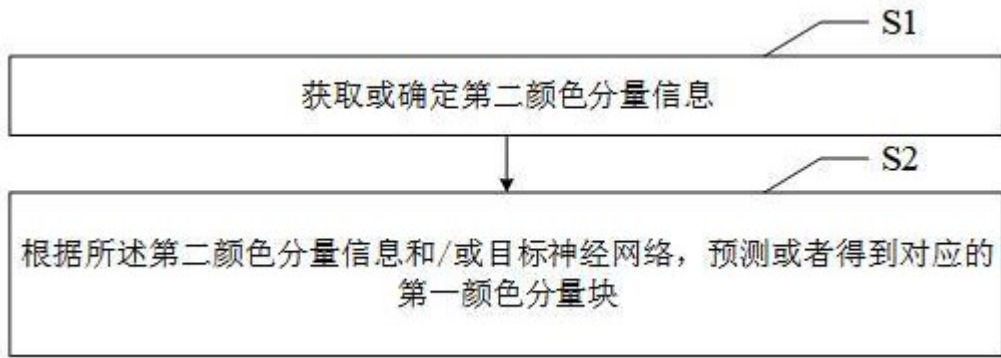 S1
获取或确定第二颜色分量信息
S2
根据所述第二颜色分量信息和/或目标神经网络，预测或者得到对应的
第一颜色分量块